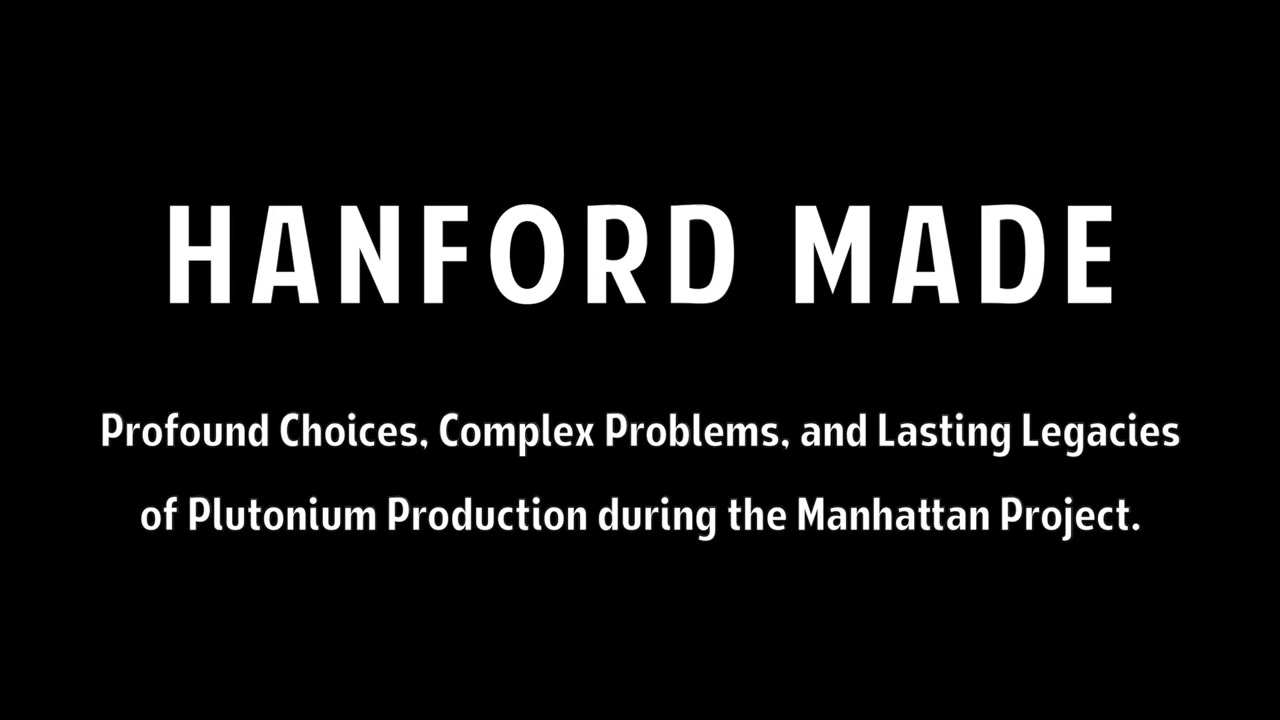 HANFORD MADE
Profound Choices, Complex Problems, and Lasting Legacies
of Plutonium Production during the Manhattan Project.